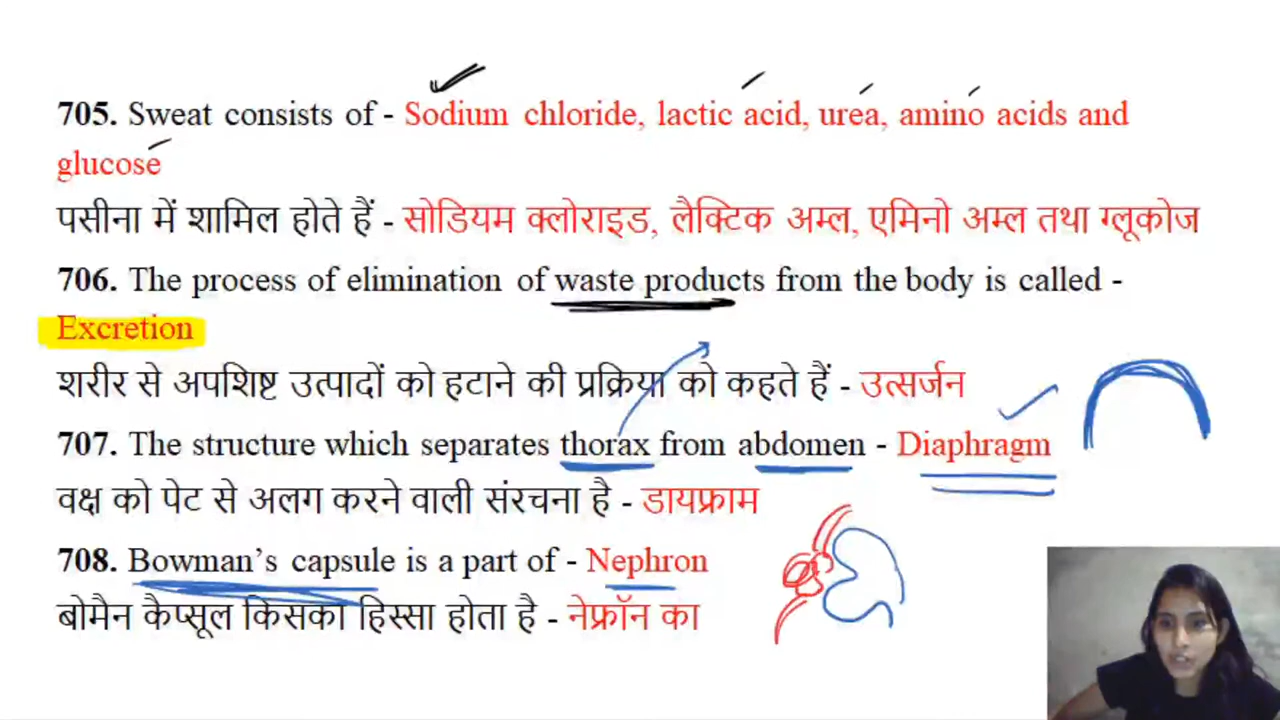 705. Sweat consists of - Sodium chloride, lactic acid, urea, amino acids and
glucose
पसीना में शामिल होते हैं - सोडियम क्लोराइड, लैक्टिक अम्ल, एमिनो अम्ल तथा ग्लूकोज
706. The process of elimination of waste products from the body is called -
Excretion
शरीर से अपशिष्ट उत्पादों को हटाने की प्रक्रिया को कहते हैं - उत्सर्जन
707. The structure which separates thorax from abdomen - Diaphragm
वक्ष को पेट से अलग करने वाली संरचना है - डायफ्राम
708. Bowman’s capsule is a part of - Nephron
बोमैन कैप्सूल किसका हिस्सा होता है - नेफ्रॉन का